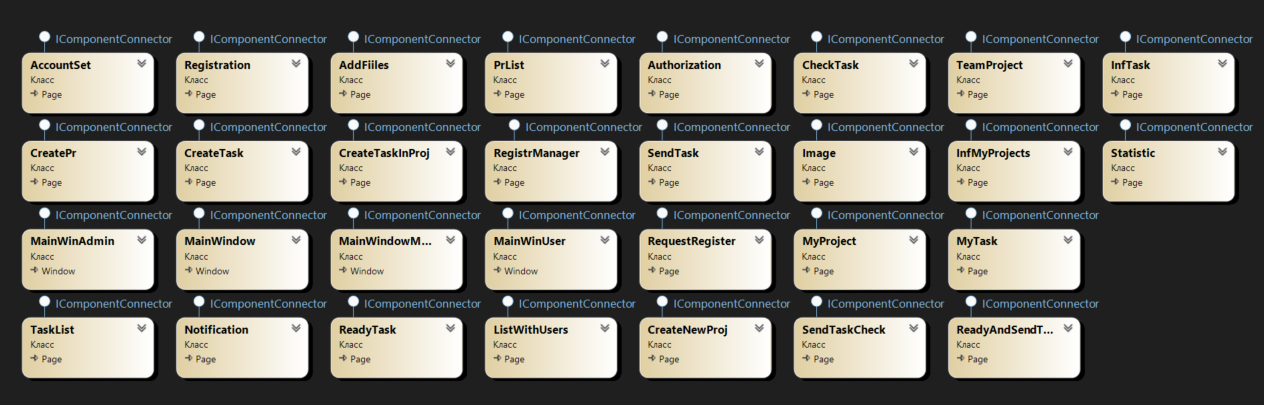 IComponentConnector IComponentConnector IComponentConnector IComponentConnector IComponentConnector IComponentConnector IComponentConnector IComponentConnector
AccountSet Registration AddFiiles PrList Authorization CheckTask TeamProject InfTask
Класс Класс Класс Класс Класс Класс Класс Класс
Page Page Page Page Page Page Page Page
IComponentConnector IComponentConnector IComponentConnector IComponentConnector IComponentConnector IComponentConnector IComponentConnector IComponentConnector
CreatePr CreateTask CreateTaskInProj RegistrManager SendTask Image InfMyProjects Statistic
Класс Класс Класс Класс Класс Класс Класс Класс
Page Page Page Page Page Page Page Page
IComponentConnector IComponentConnector IComponentConnector IComponentConnector IComponentConnector IComponentConnector IComponentConnector
MainWinAdmin MainWindow MainWindowM... MainWinUser RequestRegister MyProject MyTask
Класс Класс Класс Класс Класс Класс Класс
Window Window Window Window Page Page Page
IComponentConnector IComponentConnector IComponentConnector IComponentConnector IComponentConnector IComponentConnector IComponentConnector
TaskList Notification ReadyTask ListWithUsers CreateNewProj SendTaskCheck ReadyAndSendT...
Класс Класс Класс Класс Класс Класс Класс
Page Page Page Page Page Page Page